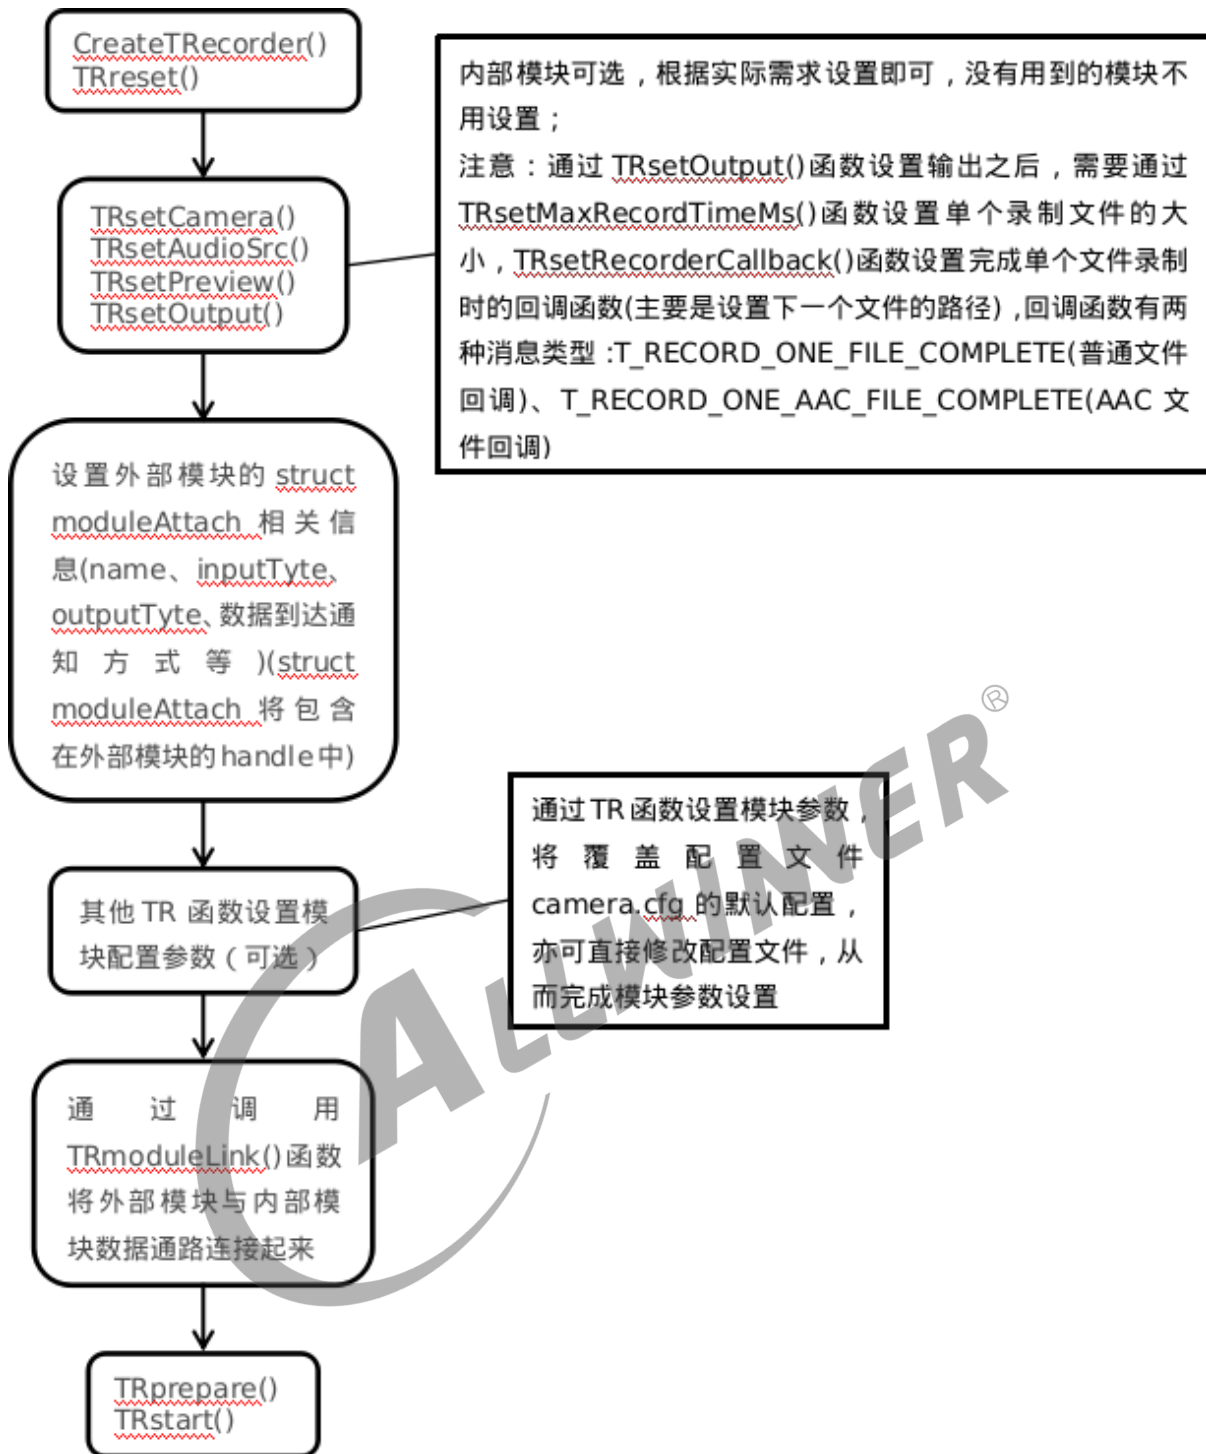 CreateTRecorder()
TRreset()
TRsetCamera()
TRsetAudioSrc()
TRsetPreview()
TRsetOutput()
内部模块可选，根据实际需求设置即可，没有用到的模块不
用设置；
注意：通过 TRsetOutput()函数设置输出之后，需要通过
TRsetMaxRecordTimeMs()函数设置单个录制文件的大
小，TRsetRecorderCallback()函数设置完成单个文件录制
时的回调函数(主要是设置下一个文件的路径),回调函数有两
种消息类型:T_RECORD_ONE_FILE_COMPLETE(普通文件
回调)、T_RECORD_ONE_AAC_FILE_COMPLETE(AAC 文
件回调)
设置外部模块的 struct
moduleAttach 相关信
息(name、inputTyte、
outputTyte、数据到达通
知方式等)(struct
moduleAttach 将包含
在外部模块的handle中)
其他 TR 函数设置模
块配置参数（可选）
通过 TR 函数设置模块参数，
将覆盖配置文件
camera.cfg 的默认配置，
亦可直接修改配置文件，从
而完成模块参数设置
通过调用
TRmoduleLink()函数
将外部模块与内部模
块数据通路连接起来
TRprepare()
TRstart()
ALLWINNER®